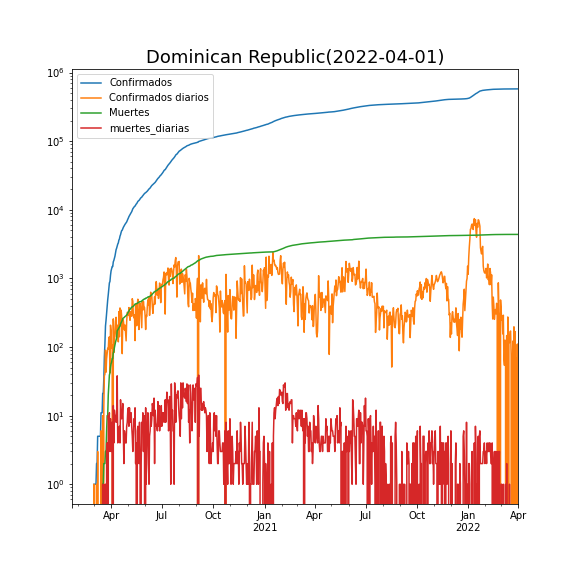 Dominican Republic(2022-04-01)
Confirmados
Confirmados diarios
Muertes
muertes_diarias
10⁶
10⁵
10⁴
10³
10²
10¹
10⁰
Apr Jul Oct Jan Apr Jul Oct Jan Apr
2021 2022